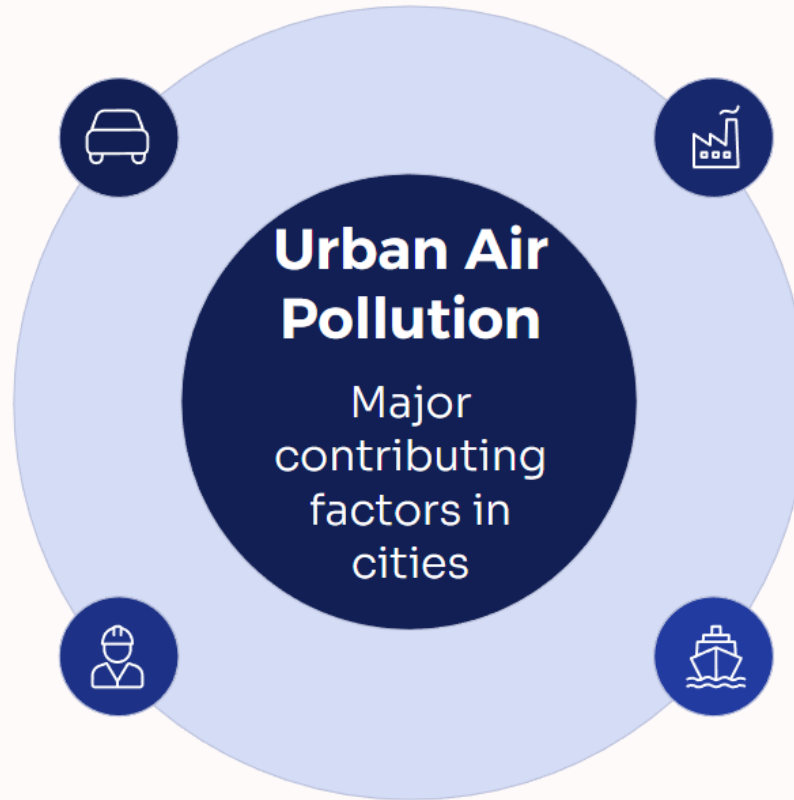 Urban Air
Pollution
Major
contributing
factors in
cities